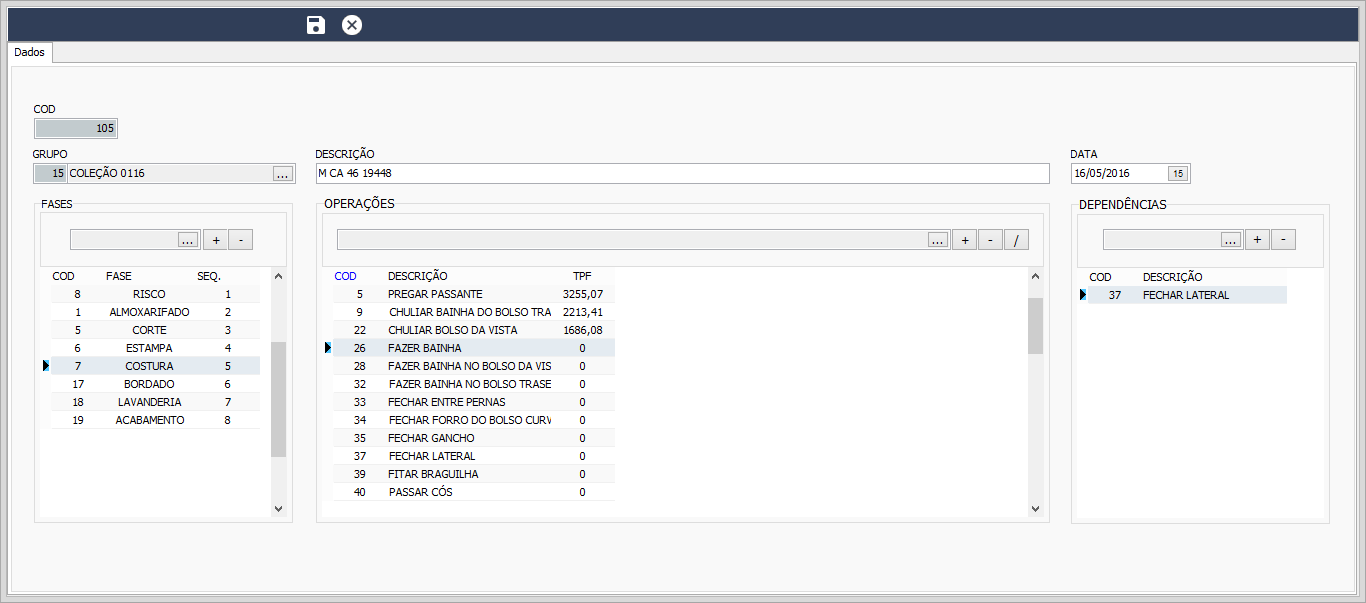 Dados
COD
105
GRUPO DESCRIÇÃO DATA
15 COLEÇÃO 0116 ... M CA 46 19448 16/05/2016 15
FASES OPERAÇÕES DEPENDÊNCIAS
... + - ... + - / ... + -
COD FASE SEQ.
8 RISCO 1
1 ALMOXARIFADO 2
5 CORTE 3
6 ESTAMPA 4
7 COSTURA 5
17 BORDADO 6
18 LAVANDERIA 7
19 ACABAMENTO 8
COD DESCRIÇÃO TPF
5 PREGAR PASSANTE 3255,07
9 CHULIAR BAINHA DO BOLSO TRA 2213,41
22 CHULIAR BOLSO DA VISTA 1686,08
26 FAZER BAINHA 0
28 FAZER BAINHA NO BOLSO DA VIS 0
32 FAZER BAINHA NO BOLSO TRASE 0
33 FECHAR ENTRE PERNAS 0
34 FECHAR FORRO DO BOLSO CURV 0
35 FECHAR GANCHO 0
37 FECHAR LATERAL 0
39 FITAR BRAGUILHA 0
40 PASSAR CÓS 0
COD DESCRIÇÃO
37 FECHAR LATERAL